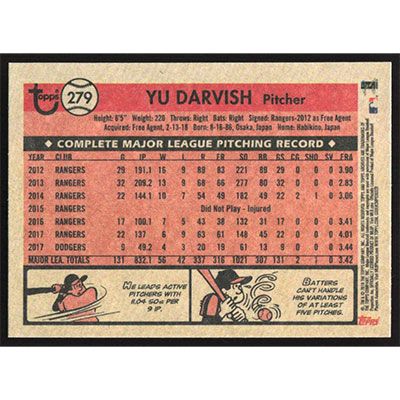 Topps 279 YU DARVISH Pitcher
Height: 6'5" Weight: 220 Throws: Right Bats: Right Signed: Rangers-2012 as Free Agent
Acquired: Free Agent, 2-13-18 Born: 8-16-86, Osaka, Japan Home: Habikino, Japan
COMPLETE MAJOR LEAGUE PITCHING RECORD
YEAR CLUB G IP W L R ER SO BB GS CG SHO SV ERA
2012 RANGERS 29 191.1 16 9 89 83 221 89 29 0 0 0 3.90
2013 RANGERS 32 209.2 13 9 68 66 277 80 32 0 0 0 2.83
2014 RANGERS 22 144.1 10 7 54 49 182 49 22 2 1 0 3.06
2015 RANGERS Did Not Play - Injured
2016 RANGERS 17 100.1 7 5 43 38 132 31 17 0 0 0 3.41
2017 RANGERS 22 137 6 9 63 61 148 45 22 0 0 0 4.01
2017 DODGERS 9 49.2 4 3 20 19 61 13 9 0 0 0 3.44
MAJOR LEA. TOTALS 131 832.1 56 42 131 2 1 0 3.42
HE LEADS ACTIVE
PITCHERS WITH
11.04 SOs PER
9 IP.
BATTERS
CAN'T HANDLE
HIS VARIATIONS
OF AT LEAST
FIVE PITCHES.
Topps